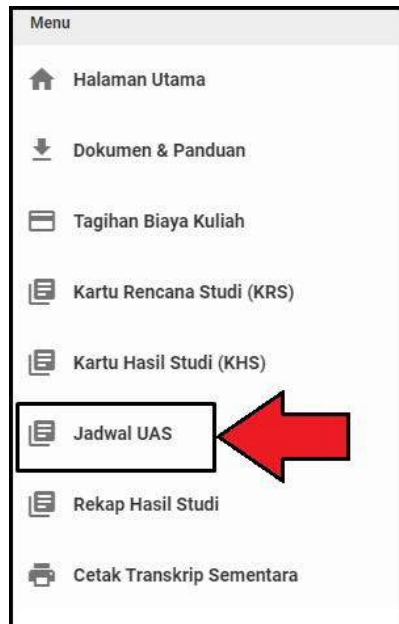 Menu
Halaman Utama
Dokumen & Panduan
Tagihan Biaya Kuliah
Kartu Rencana Studi (KRS)
Kartu Hasil Studi (KHS)
Jadwal UAS
Rekap Hasil Studi
Cetak Transkrip Sementara